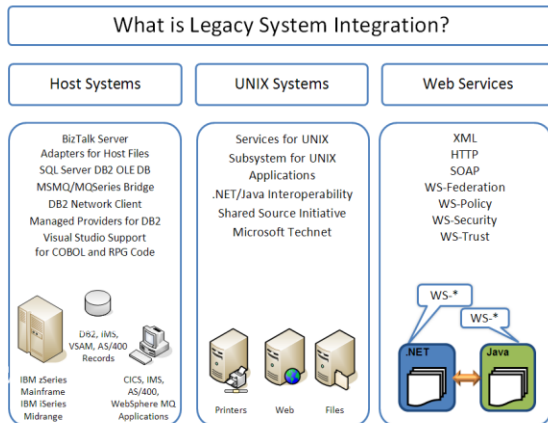 What is Legacy System Integration?
Host Systems
UNIX Systems
Web Services
BizTalk Server
Adapters for Host Files
SQL Server DB2 OLE DB
MSMQ/MQSeries Bridge
DB2 Network Client
Managed Providers for DB2
Visual Studio Support
for COBOL and RPG Code
DB2, IMS,
VSAM, AS/400
Records
IBM zSeries
Mainframe
IBM iSeries
Midrange
CICS, IMS,
AS/400,
WebSphere MQ
Applications
Services for UNIX
Subsystem for UNIX
Applications
.NET/Java Interoperability
Shared Source Initiative
Microsoft Technet
Printers
Web
Files
XML
HTTP
SOAP
WS-Federation
WS-Policy
WS-Security
WS-Trust
WS-*
WS-*
.NET
Java